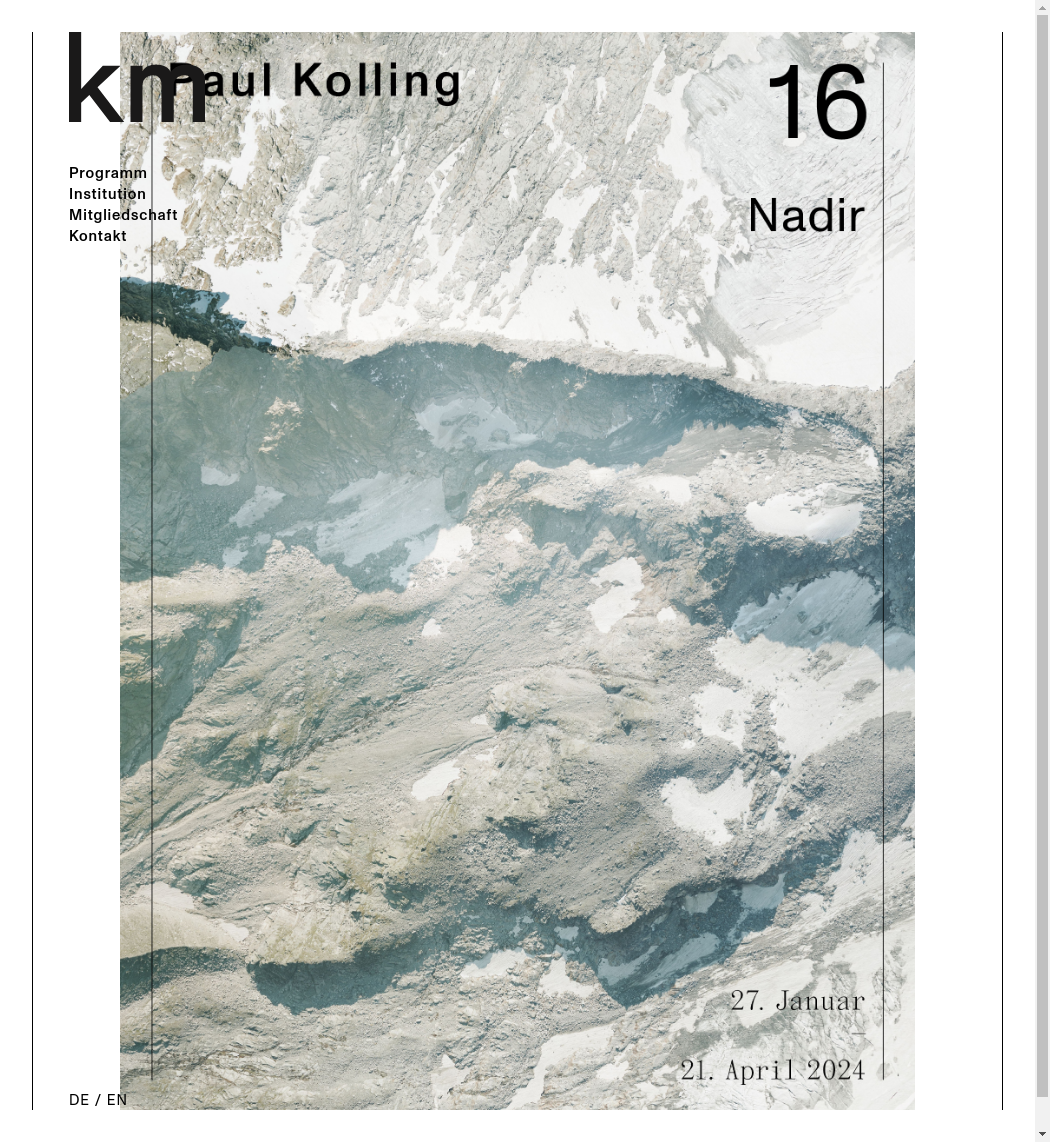 km
Paul Kolling
16
Programm
Institution
Mitgliedschaft
Kontakt
Nadir
27. Januar
–
21. April 2024
DE / EN